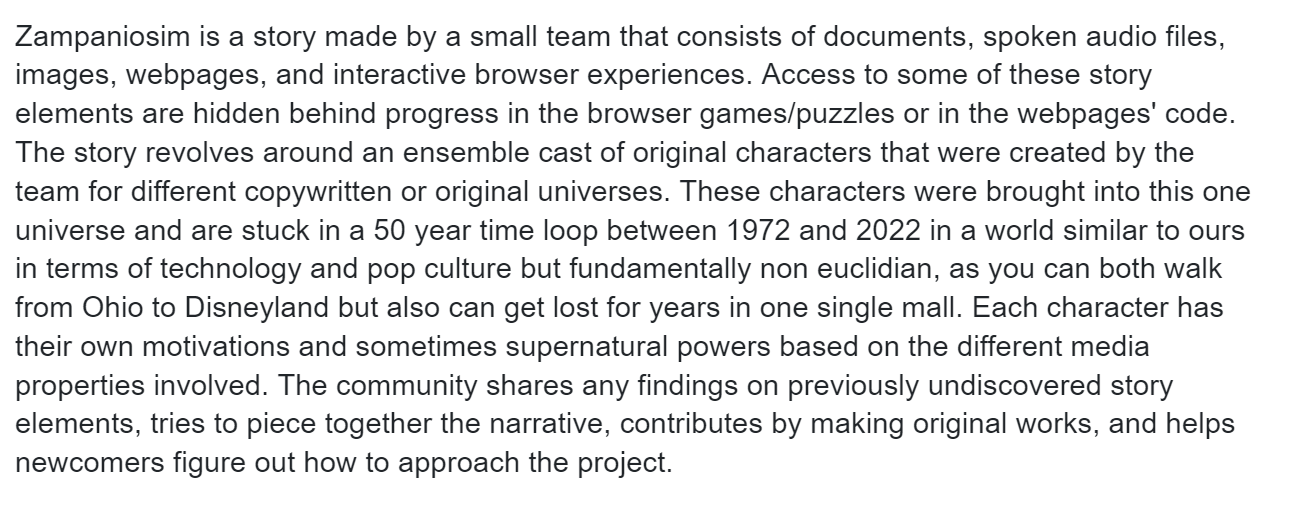 Zampaniosim is a story made by a small team that consists of documents, spoken audio files,
images, webpages, and interactive browser experiences. Access to some of these story
elements are hidden behind progress in the browser games/puzzles or in the webpages' code.
The story revolves around an ensemble cast of original characters that were created by the
team for different copywritten or original universes. These characters were brought into this one
universe and are stuck in a 50 year time loop between 1972 and 2022 in a world similar to ours
in terms of technology and pop culture but fundamentally non euclidian, as you can both walk
from Ohio to Disneyland but also can get lost for years in one single mall. Each character has
their own motivations and sometimes supernatural powers based on the different media
properties involved. The community shares any findings on previously undiscovered story
elements, tries to piece together the narrative, contributes by making original works, and helps
newcomers figure out how to approach the project.